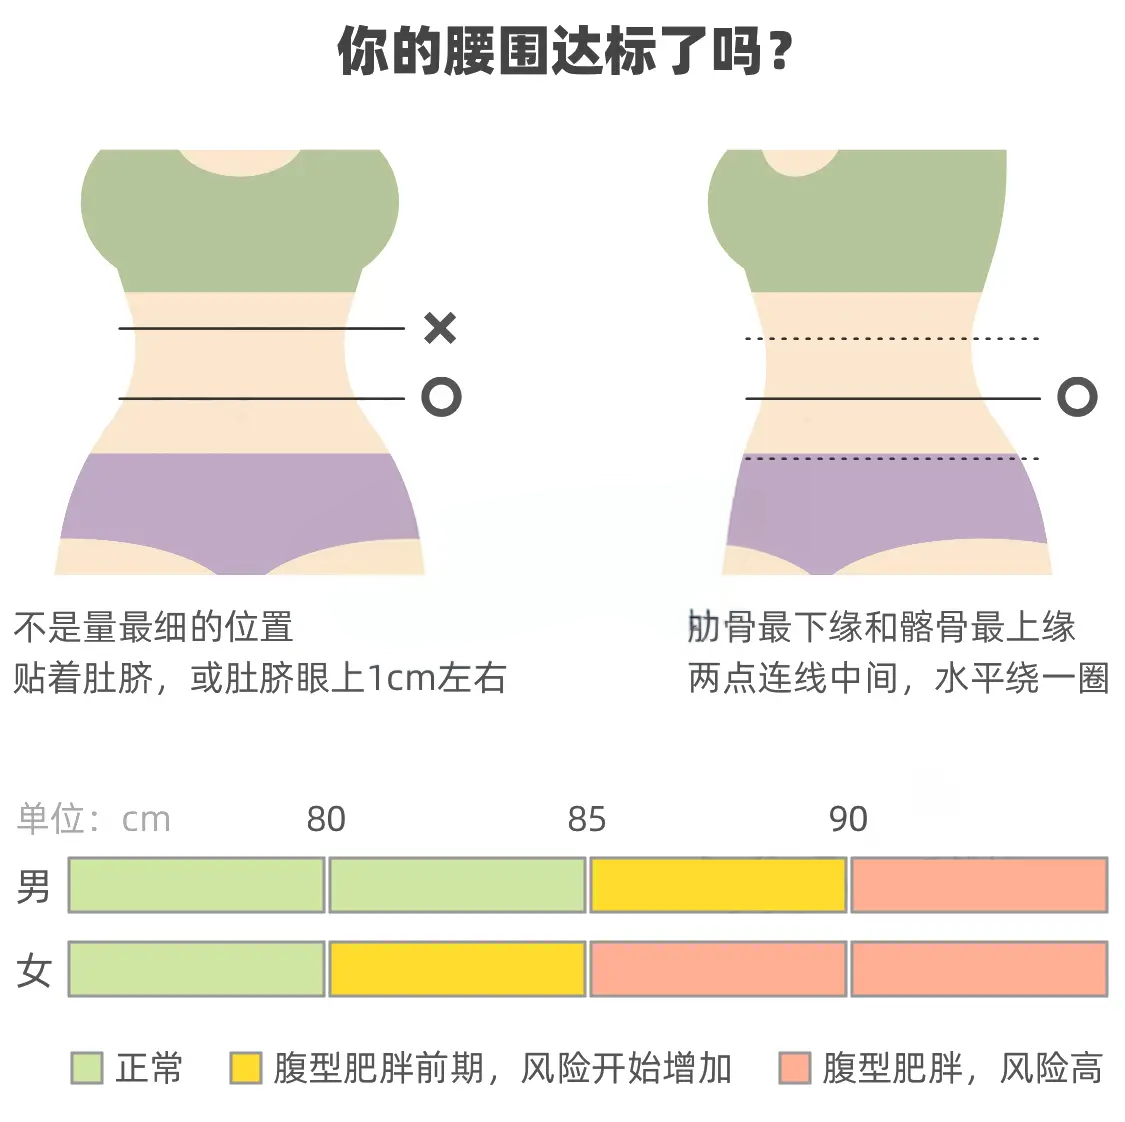 你的腰围达标了吗？
不是量最细的位置
贴着肚脐，或肚脐眼上1cm左右
肋骨最下缘和髂骨最上缘
两点连线中间，水平绕一圈
单位：cm 80 85 90
男
女
正常 腹型肥胖前期，风险开始增加 腹型肥胖，风险高